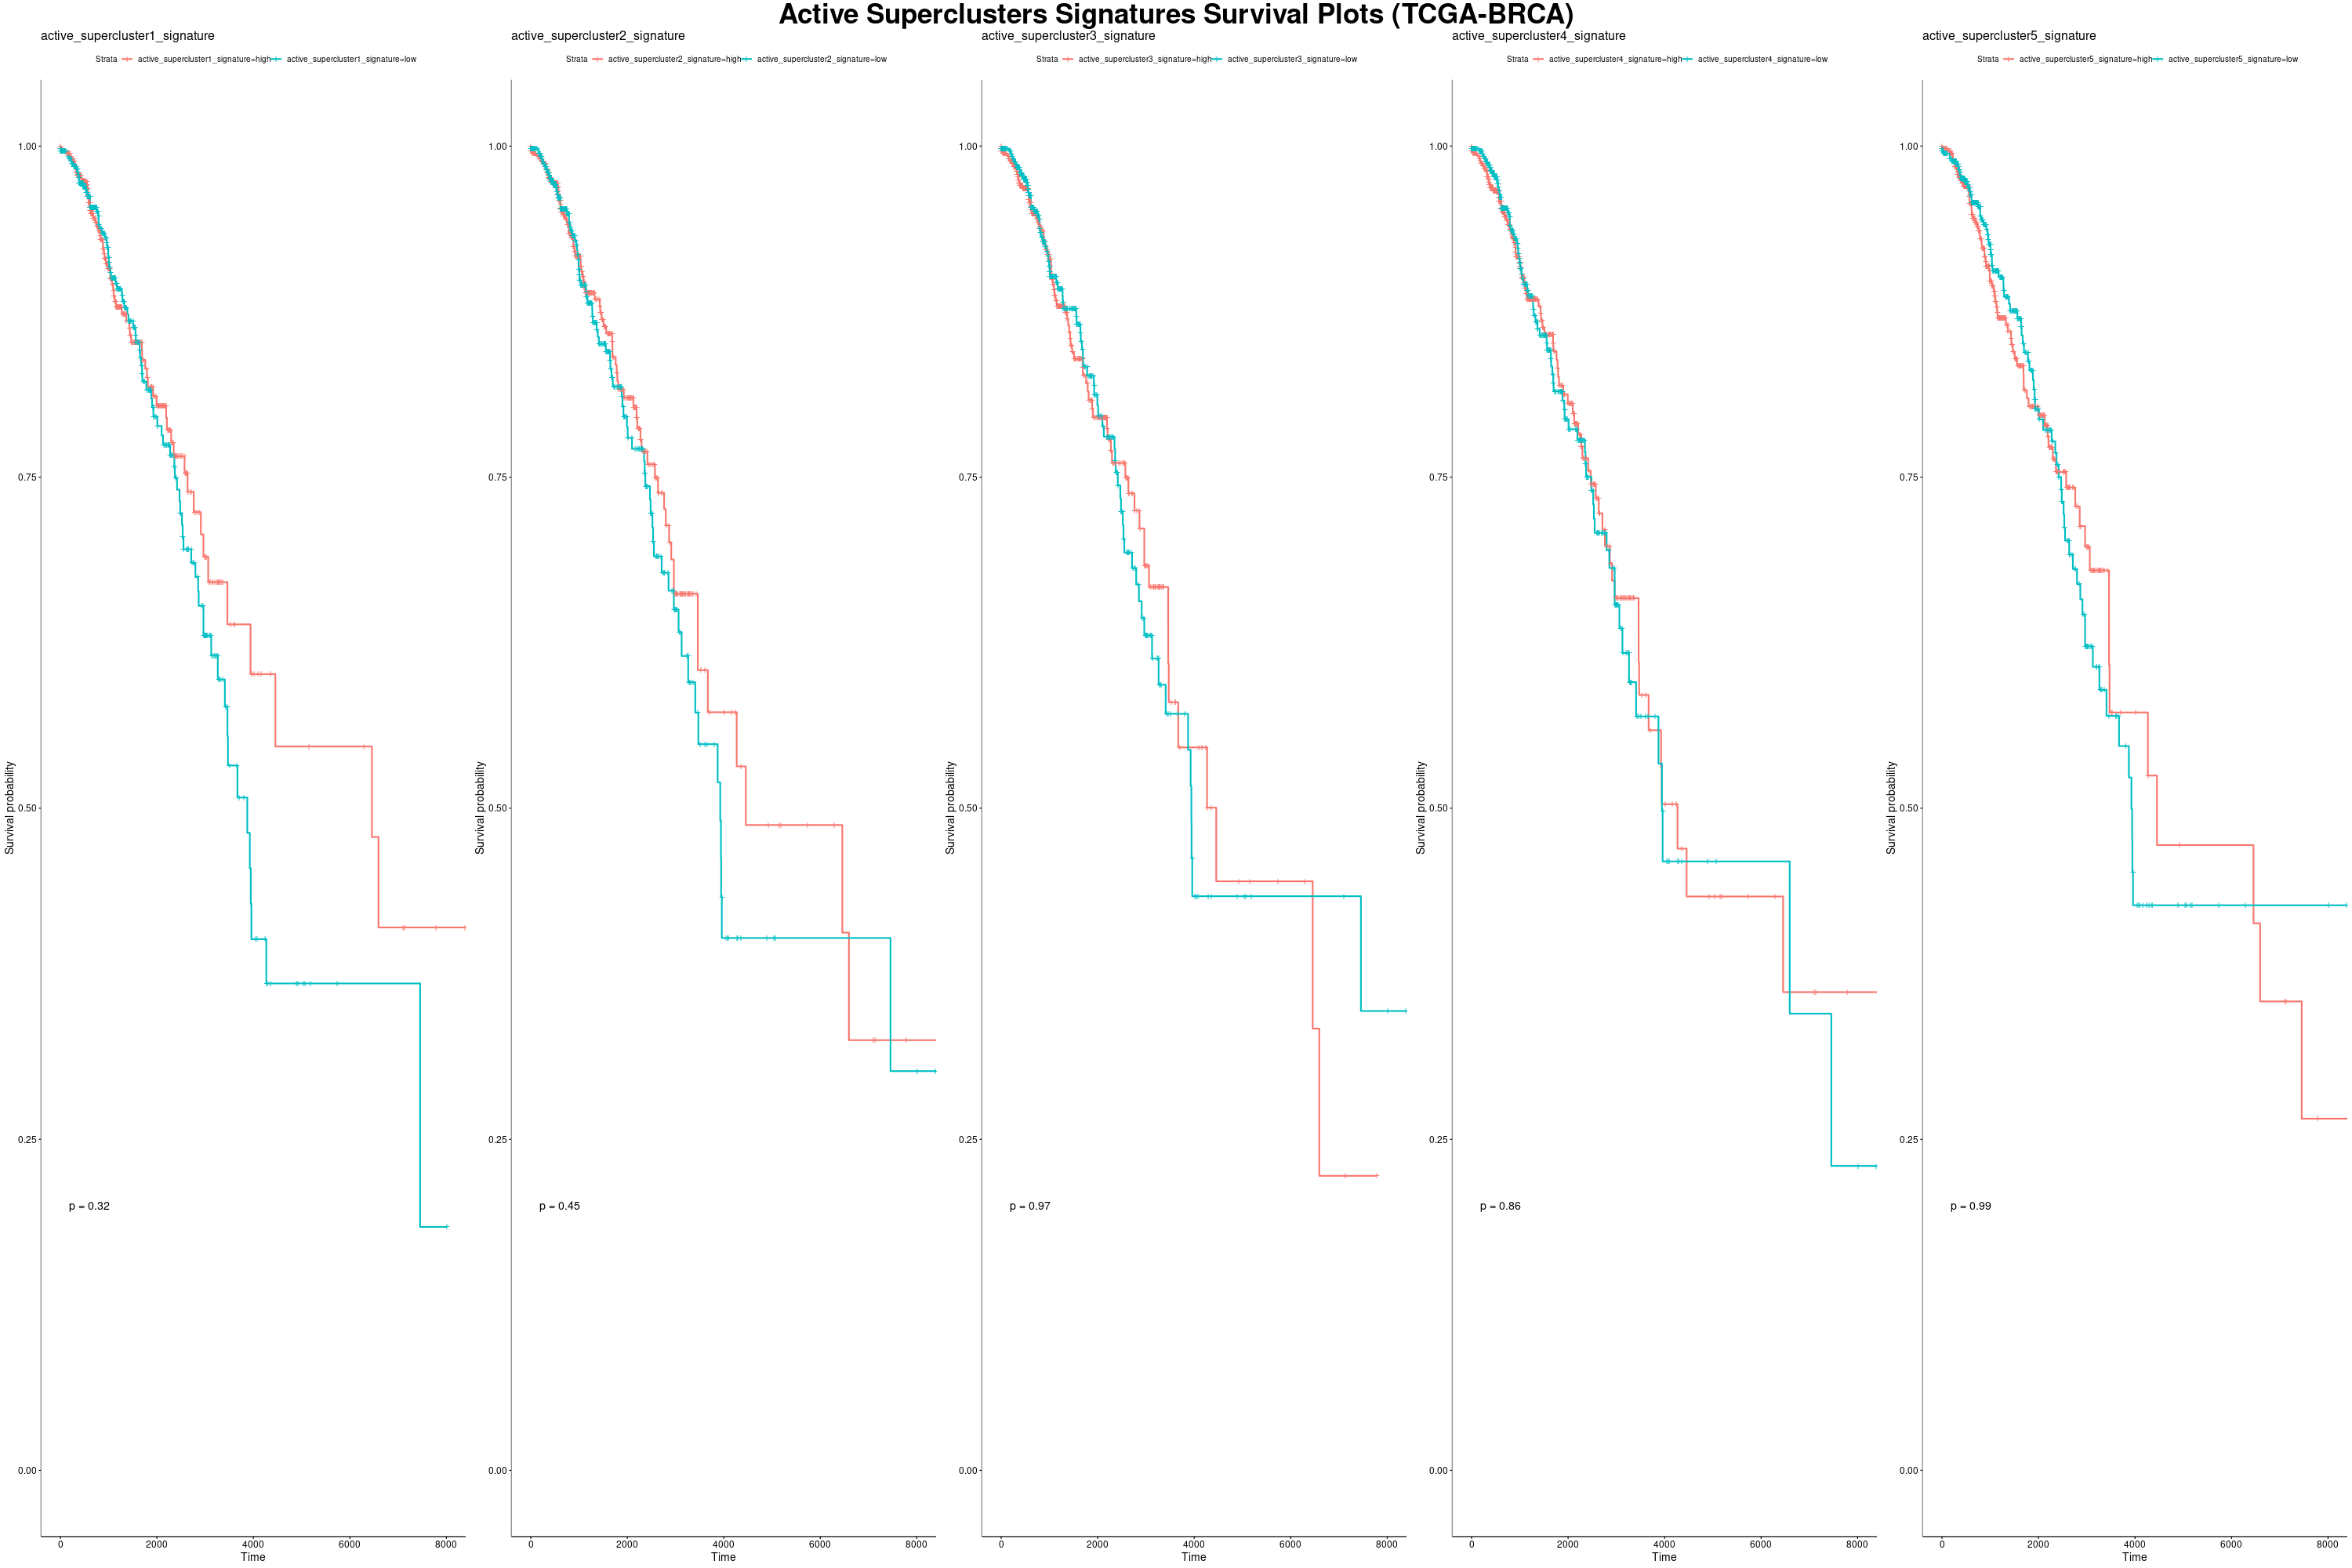 Active Superclusters Signatures Survival Plots (TCGA-BRCA)
active_supercluster1_signature
Strata active_supercluster1_signature=high active_supercluster1_signature=low
1.00
0.75
0.50
0.25
0.00
Survival probability
p = 0.32
0 2000 4000 6000 8000
Time
active_supercluster2_signature
Strata active_supercluster2_signature=high active_supercluster2_signature=low
1.00
0.75
0.50
0.25
0.00
Survival probability
p = 0.45
0 2000 4000 6000 8000
Time
active_supercluster3_signature
Strata active_supercluster3_signature=high active_supercluster3_signature=low
1.00
0.75
0.50
0.25
0.00
Survival probability
p = 0.97
0 2000 4000 6000 8000
Time
active_supercluster4_signature
Strata active_supercluster4_signature=high active_supercluster4_signature=low
1.00
0.75
0.50
0.25
0.00
Survival probability
p = 0.86
0 2000 4000 6000 8000
Time
active_supercluster5_signature
Strata active_supercluster5_signature=high active_supercluster5_signature=low
1.00
0.75
0.50
0.25
0.00
Survival probability
p = 0.99
0 2000 4000 6000 8000
Time